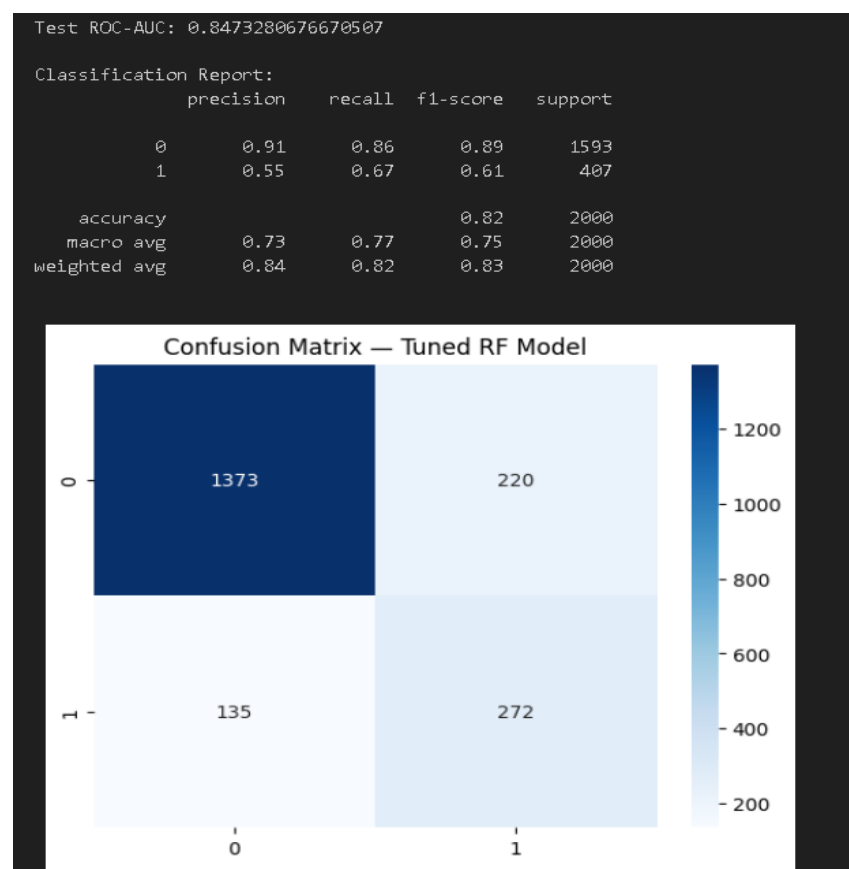 Test ROC-AUC: 0.8473280676670507
Classification Report:
precision recall f1-score support
0 0.91 0.86 0.89 1593
1 0.55 0.67 0.61 407
accuracy 0.82 2000
macro avg 0.73 0.77 0.75 2000
weighted avg 0.84 0.82 0.83 2000
Confusion Matrix — Tuned RF Model
0 1373 220
1 135 272
0 1
1200
1000
800
600
400
200